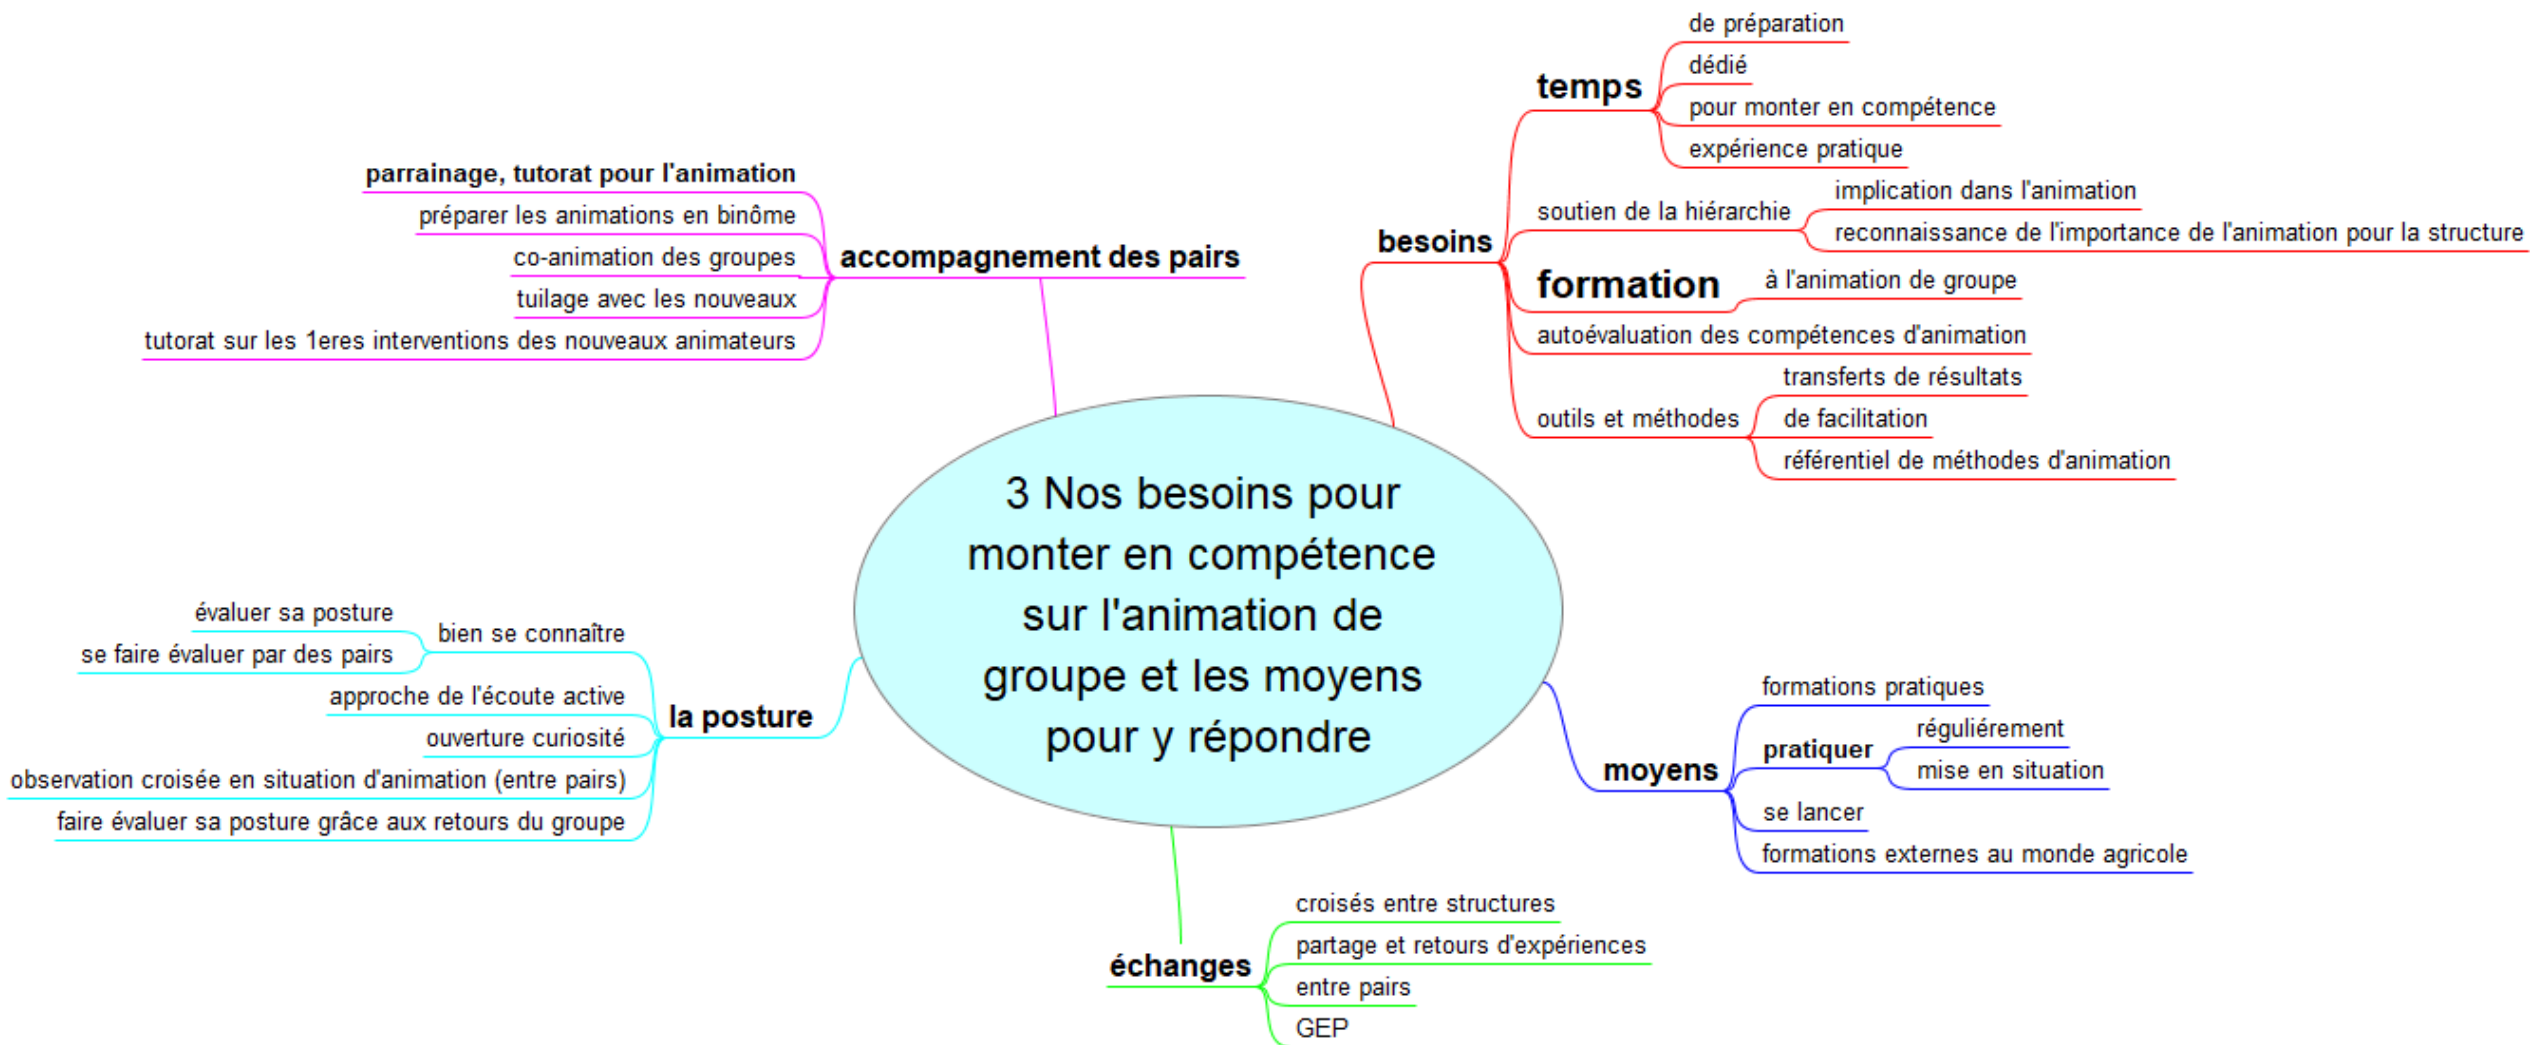 3 Nos besoins pour
monter en compétence
sur l'animation de
groupe et les moyens
pour y répondre
besoins
temps
de préparation
dédié
pour monter en compétence
expérience pratique
soutien de la hiérarchie
implication dans l'animation
reconnaissance de l'importance de l'animation pour la structure
formation
à l'animation de groupe
autoévaluation des compétences d'animation
outils et méthodes
transferts de résultats
de facilitation
référentiel de méthodes d'animation
moyens
formations pratiques
pratiquer
réguliérement
mise en situation
se lancer
formations externes au monde agricole
échanges
croisés entre structures
partage et retours d'expériences
entre pairs
GEP
accompagnement des pairs
parrainage, tutorat pour l'animation
préparer les animations en binôme
co-animation des groupes
tuilage avec les nouveaux
tutorat sur les 1eres interventions des nouveaux animateurs
la posture
bien se connaître
évaluer sa posture
se faire évaluer par des pairs
approche de l'écoute active
ouverture curiosité
observation croisée en situation d'animation (entre pairs)
faire évaluer sa posture grâce aux retours du groupe